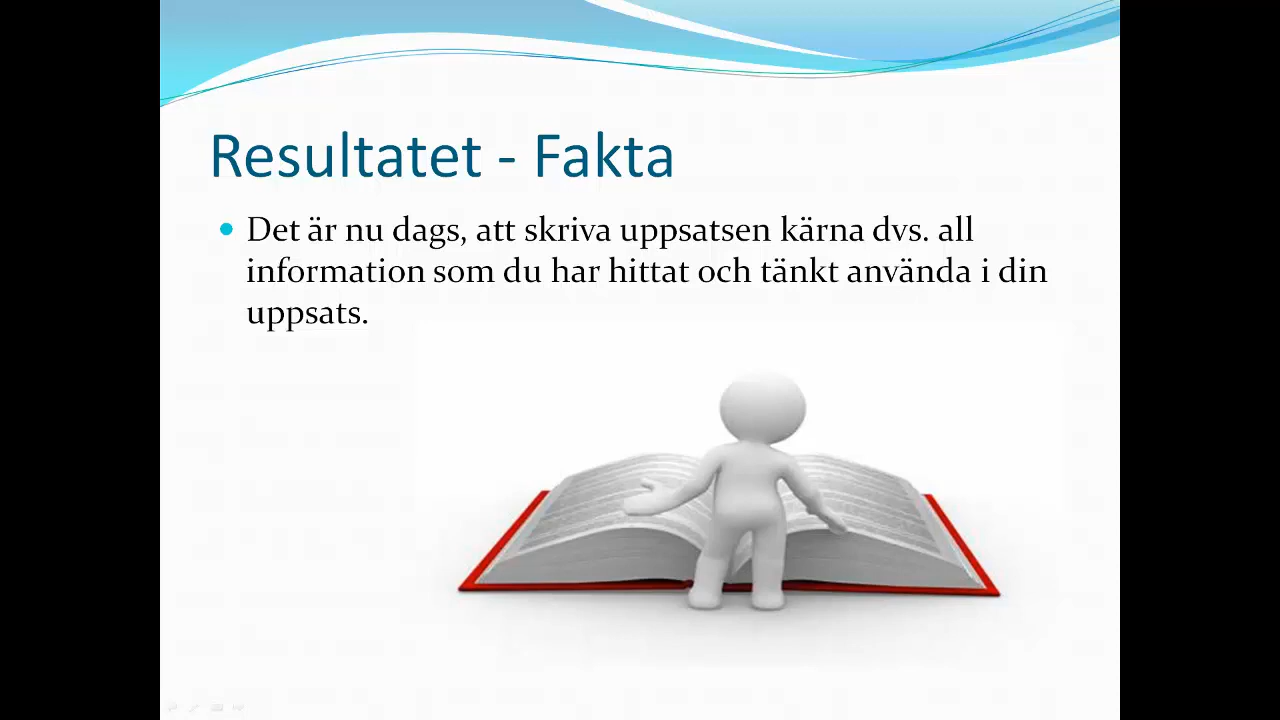 Resultatet - Fakta
Det är nu dags, att skriva uppsatsen kärna dvs. all
information som du har hittat och tänkt använda i din
uppsats.